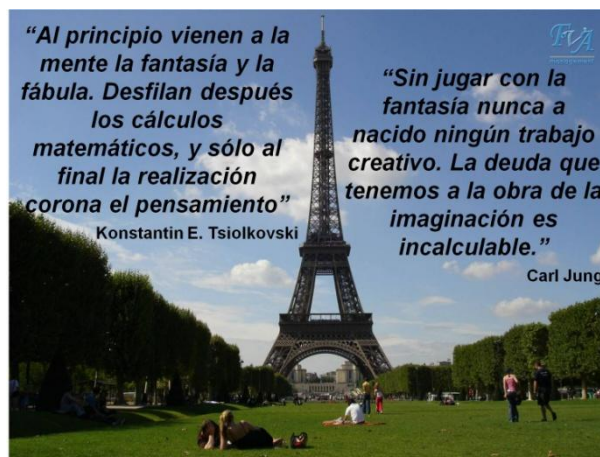 “Al principio vienen a la
mente la fantasía y la
fábula. Desfilan después
los cálculos
matemáticos, y sólo al
final la realización
corona el pensamiento”
Konstantin E. Tsiolkovski
“Sin jugar con la
fantasía nunca a
nacido ningún trabajo
creativo. La deuda que
tenemos a la obra de la
imaginación es
incalculable.”
Carl Jung